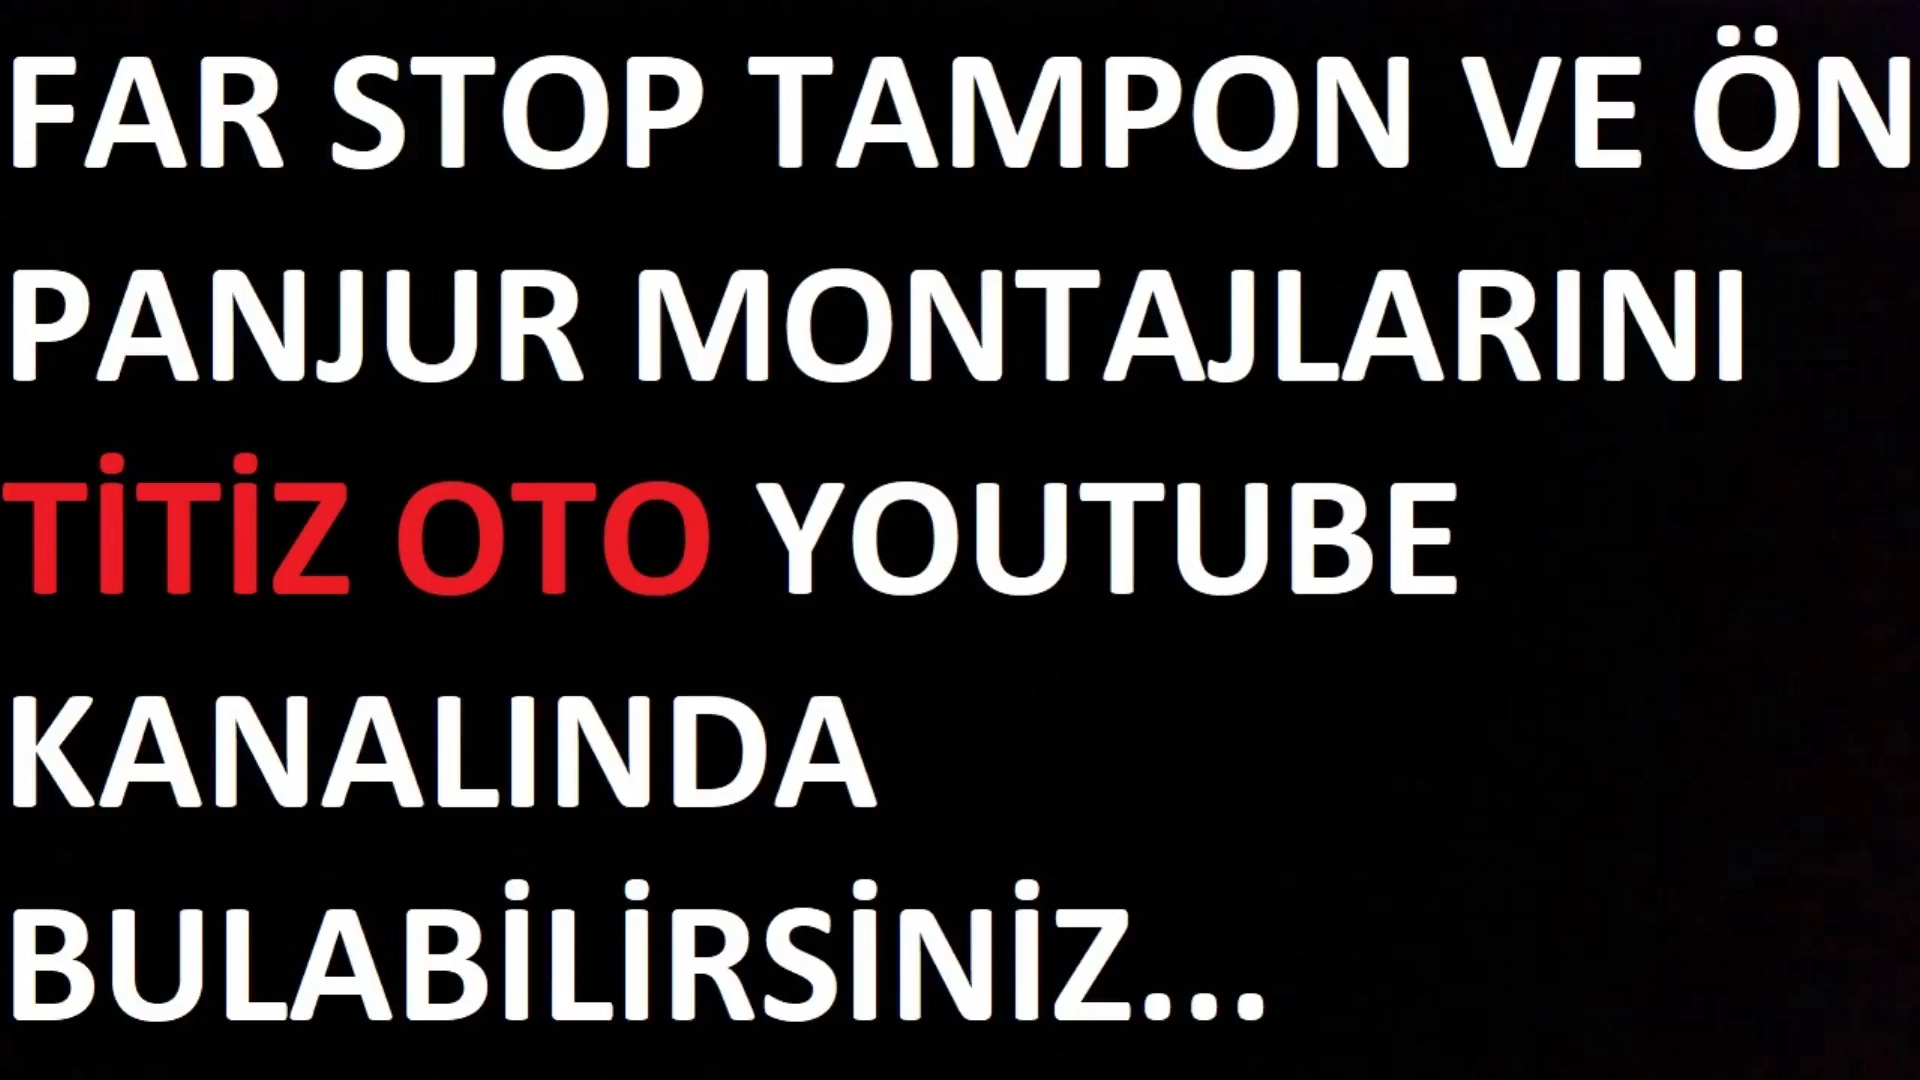 FAR STOP TAMPON VE ÖN
PANJUR MONTAJLARINI
TİTİZ OTO YOUTUBE
KANALINDA
BULABİLİRSİNİZ...